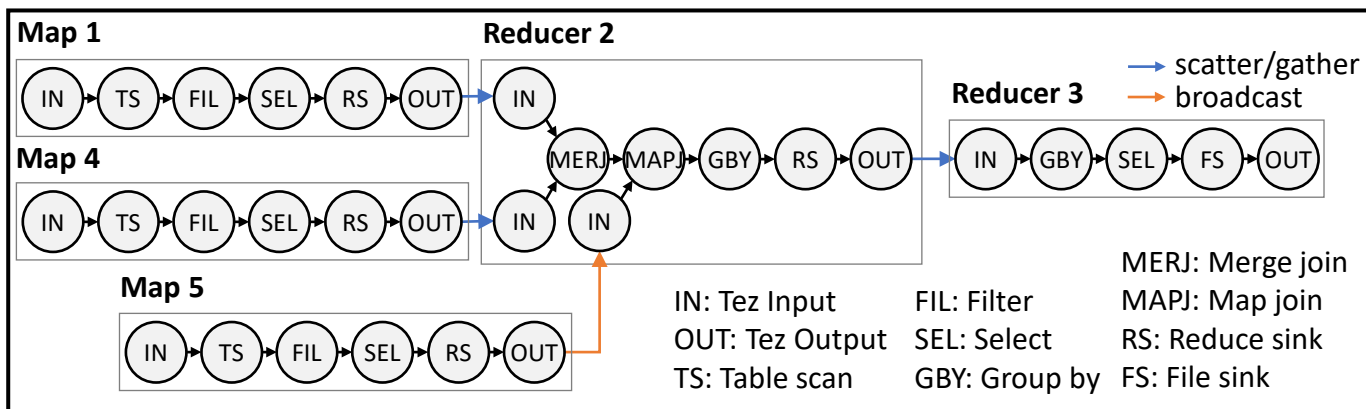 Map 1
IN TS FIL SEL RS OUT
Map 4
IN TS FIL SEL RS OUT
Map 5
IN TS FIL SEL RS OUT
Reducer 2
IN
MERJ MAPJ GBY RS OUT
IN IN
scatter/gather
broadcast
Reducer 3
IN GBY SEL FS OUT
IN: Tez Input
OUT: Tez Output
TS: Table scan
FIL: Filter
SEL: Select
GBY: Group by
MERJ: Merge join
MAPJ: Map join
RS: Reduce sink
FS: File sink